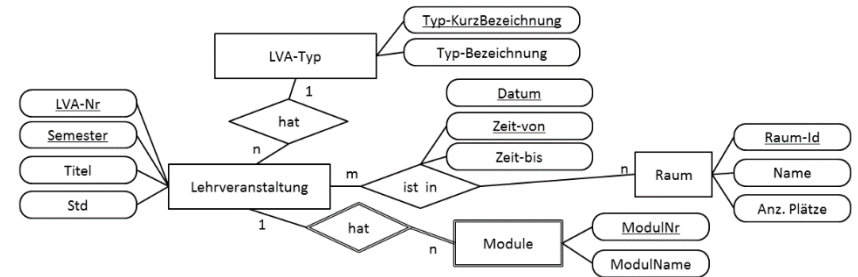 Typ-KurzBezeichnung
LVA-Typ
Typ-Bezeichnung
1
LVA-Nr
Datum
hat
Semester
Zeit-von
Raum-Id
n
Titel
Zeit-bis
Lehrveranstaltung
m
n
Raum
Name
ist in
Std
Anz. Plätze
1
hat
ModulNr
n
Module
ModulName